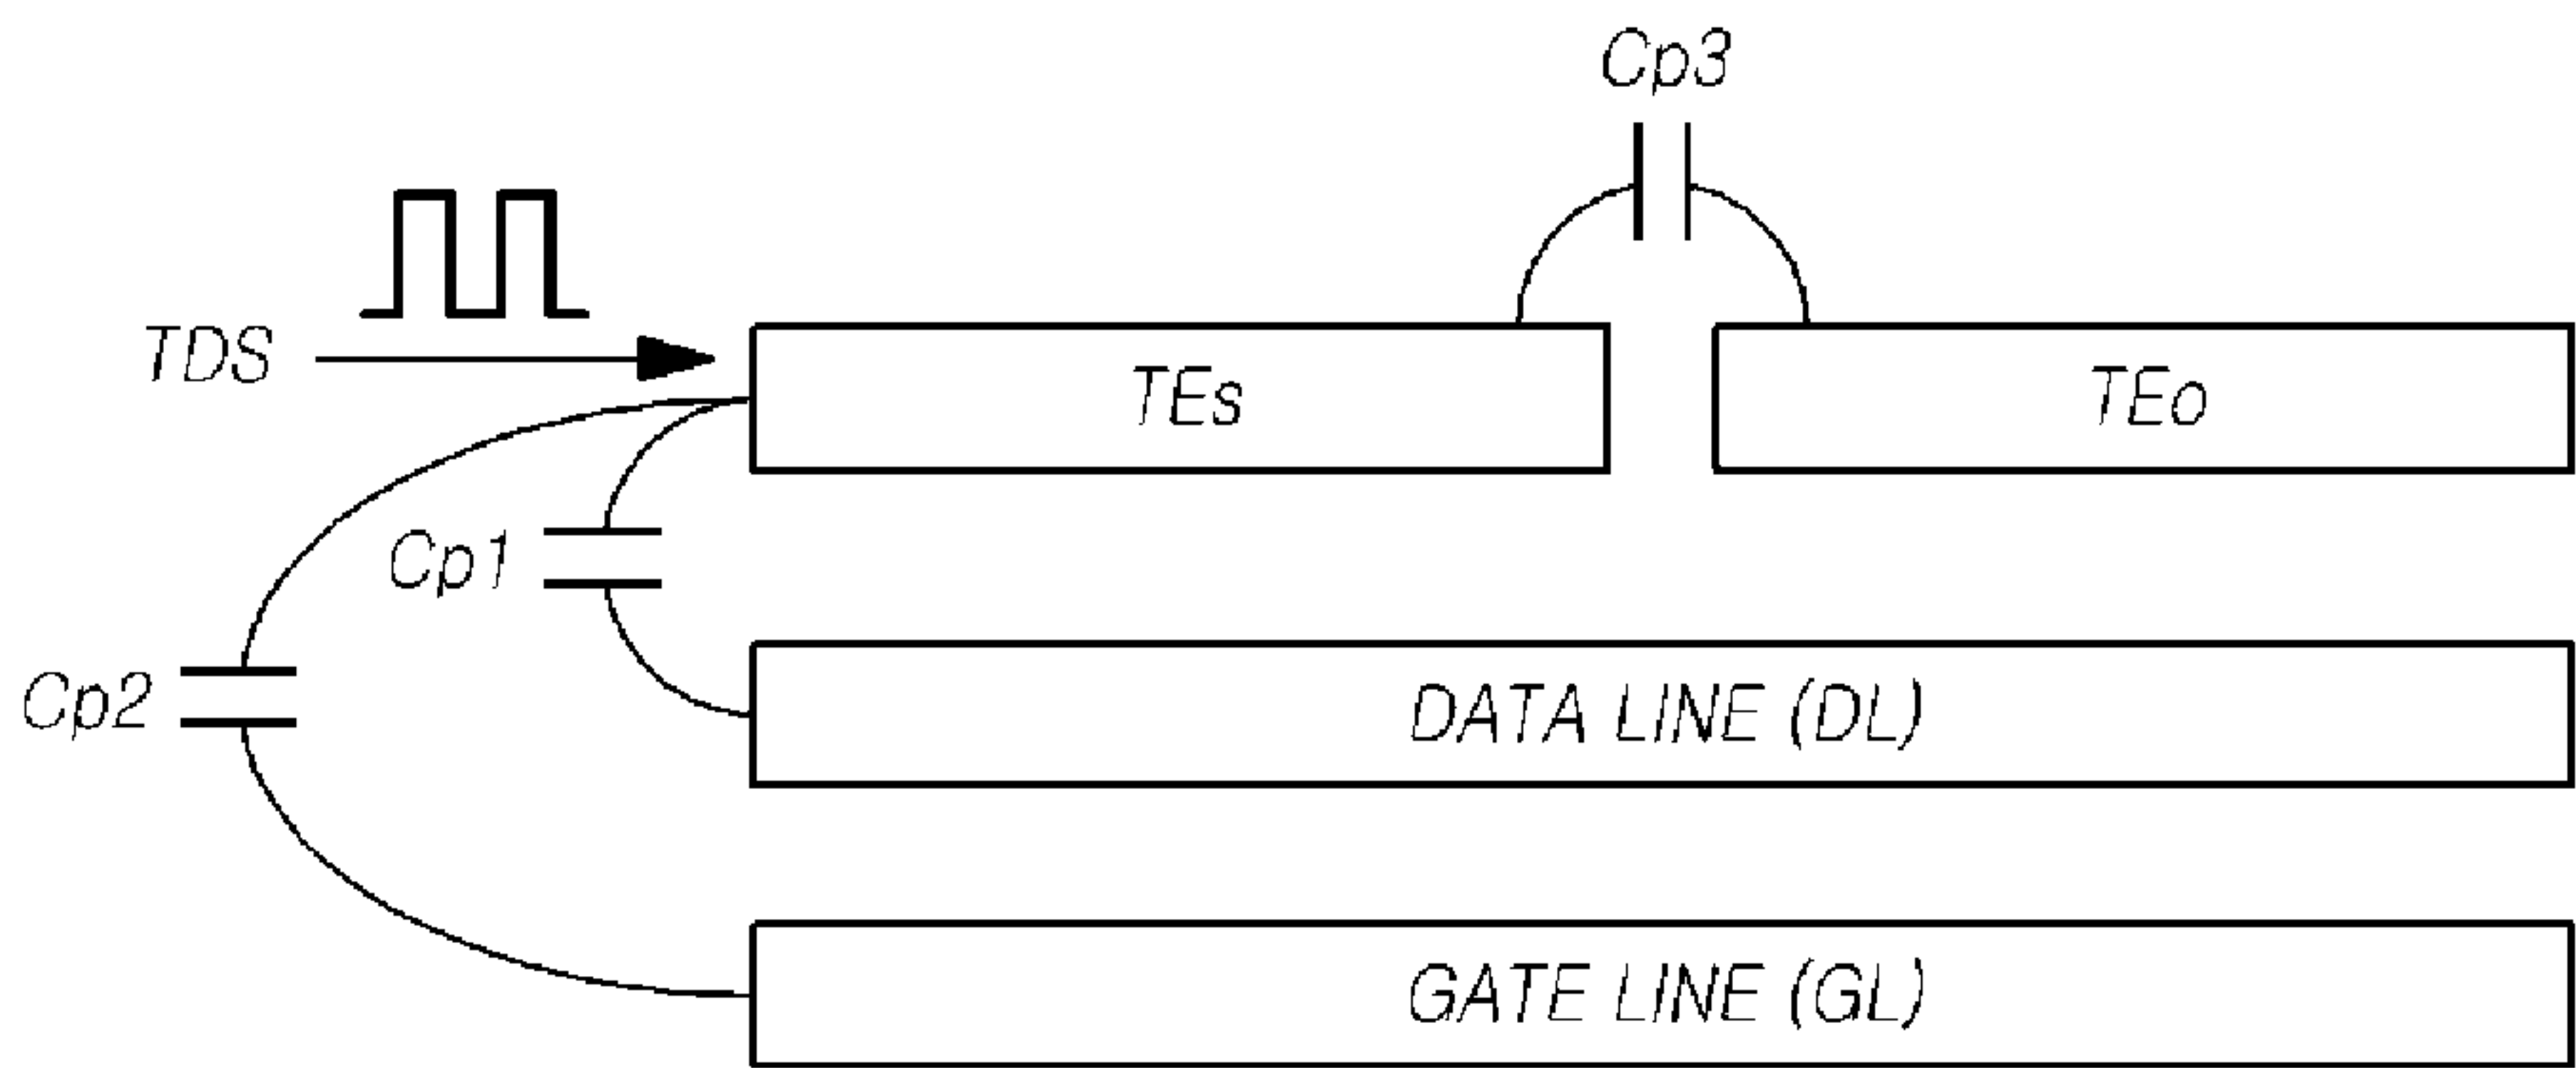 Cp3
TDS
TEs
TEo
Cp1
Cp2
DATA LINE (DL)
GATE LINE (GL)